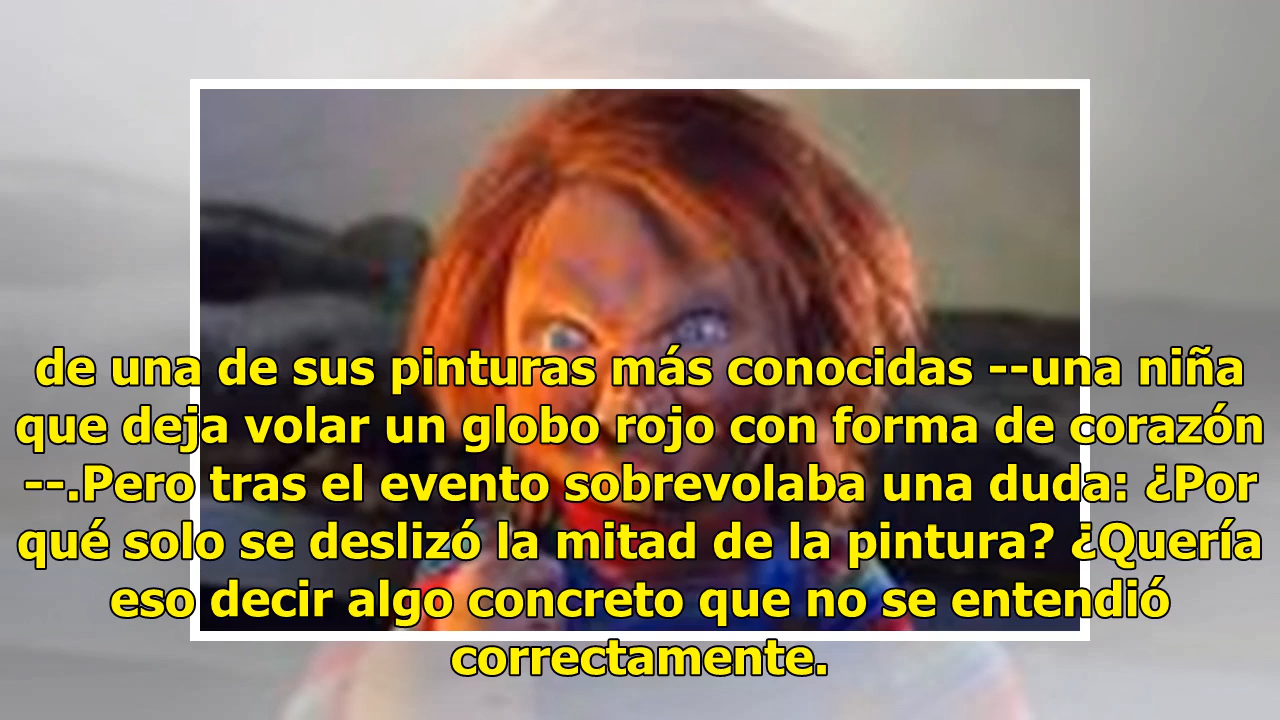 de una de sus pinturas más conocidas --una niña
que deja volar un globo rojo con forma de corazón
--.Pero tras el evento sobrevolaba una duda: ¿Por
qué solo se deslizó la mitad de la pintura? ¿Quería
eso decir algo concreto que no se entendió
correctamente.